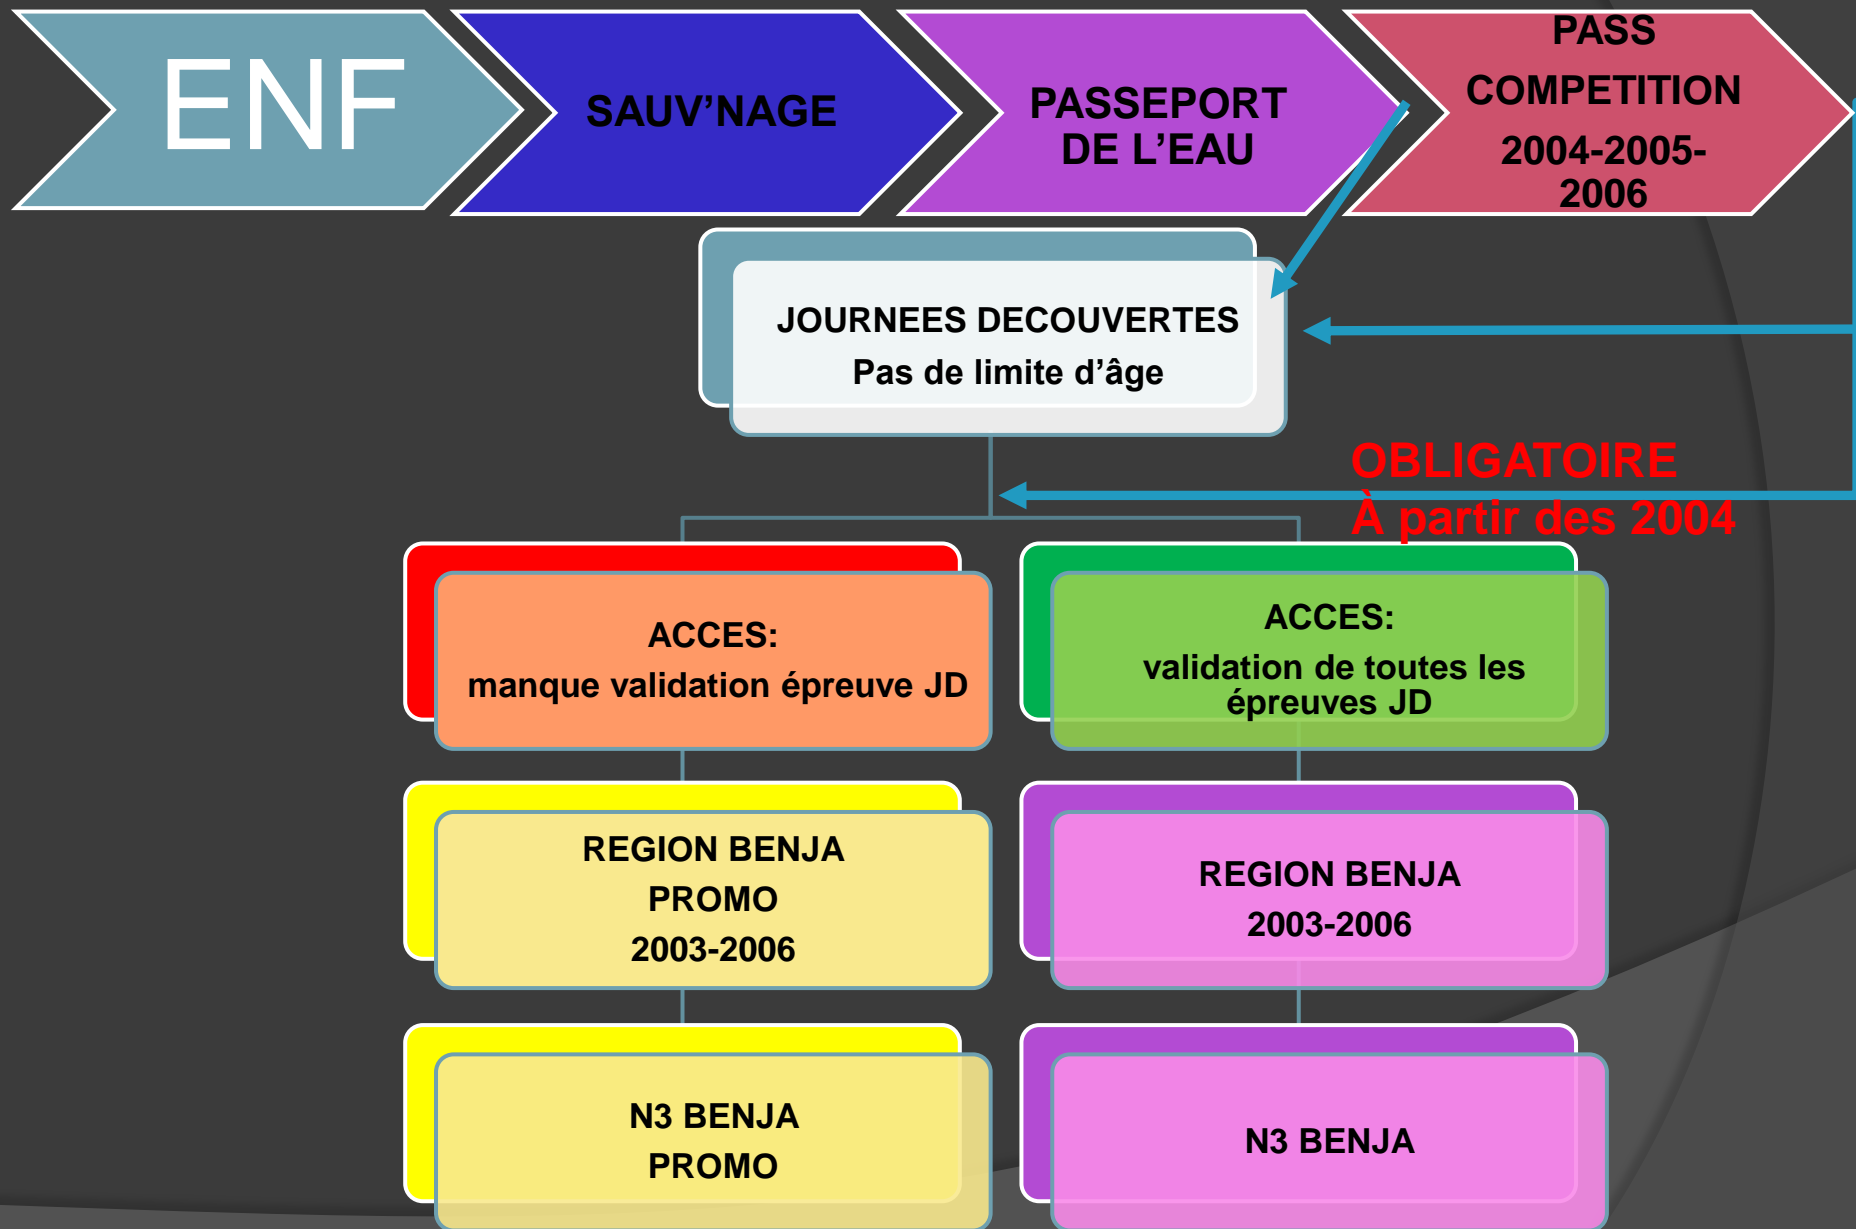 ENF
SAUV’NAGE
PASSEPORT
DE L’EAU
PASS
COMPETITION
2004-2005-
2006
JOURNEES DECOUVERTES
Pas de limite d’âge
OBLIGATOIRE
À partir des 2004
ACCES:
manque validation épreuve JD
ACCES:
validation de toutes les
épreuves JD
REGION BENJA
PROMO
2003-2006
REGION BENJA
2003-2006
N3 BENJA
PROMO
N3 BENJA